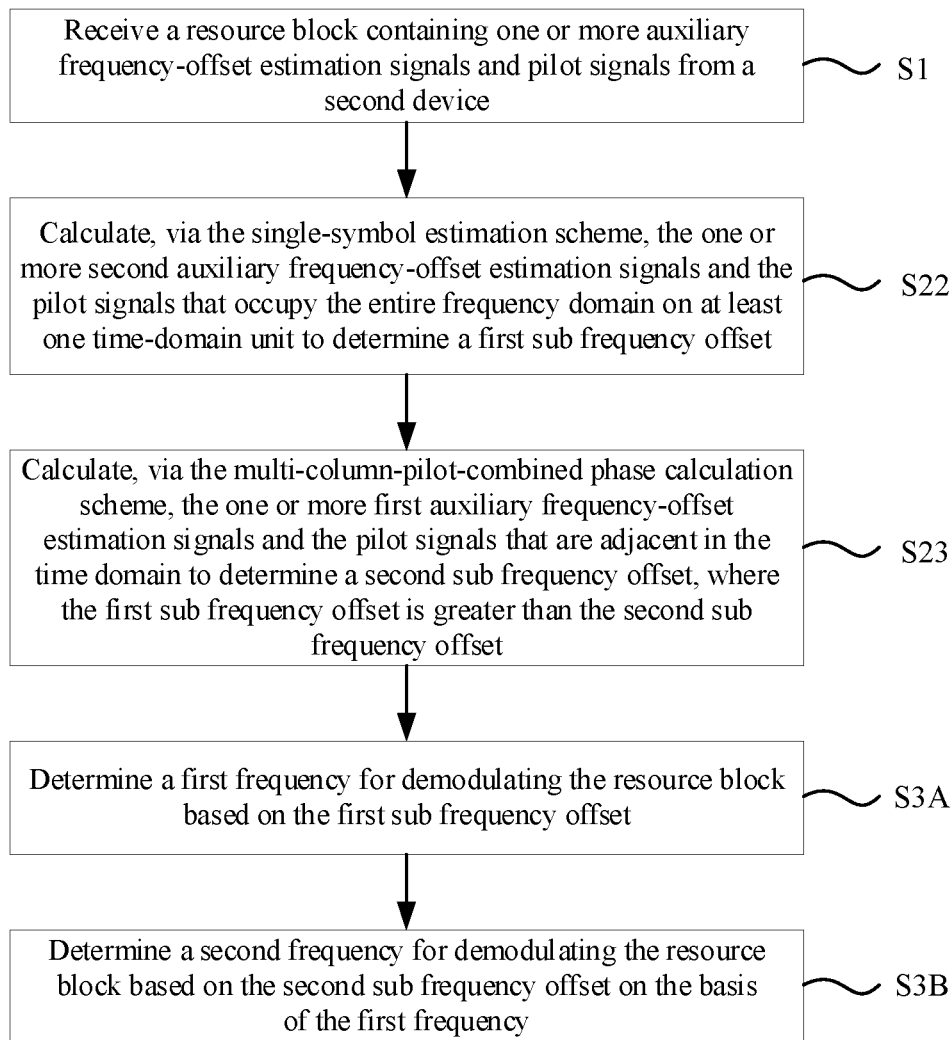 Receive a resource block containing one or more auxiliary
frequency-offset estimation signals and pilot signals from a
second device
S1
Calculate, via the single-symbol estimation scheme, the one or
more second auxiliary frequency-offset estimation signals and the
pilot signals that occupy the entire frequency domain on at least
one time-domain unit to determine a first sub frequency offset
S22
Calculate, via the multi-column-pilot-combined phase calculation
scheme, the one or more first auxiliary frequency-offset
estimation signals and the pilot signals that are adjacent in the
time domain to determine a second sub frequency offset, where
the first sub frequency offset is greater than the second sub
frequency offset
S23
Determine a first frequency for demodulating the resource block
based on the first sub frequency offset
S3A
Determine a second frequency for demodulating the resource
block based on the second sub frequency offset on the basis
of the first frequency
S3B